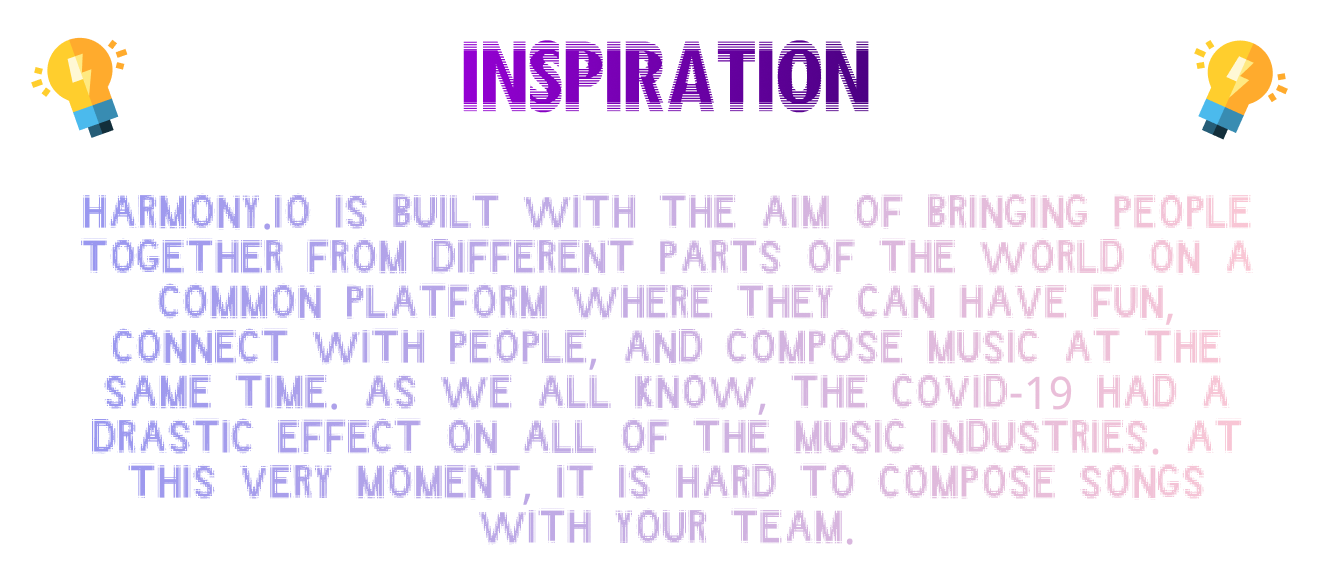 INSPIRATION
HARMONY.IO IS BUILT WITH THE AIM OF BRINGING PEOPLE
TOGETHER FROM DIFFERENT PARTS OF THE WORLD ON A
COMMON PLATFORM WHERE THEY CAN HAVE FUN,
CONNECT WITH PEOPLE, AND COMPOSE MUSIC AT THE
SAME TIME. AS WE ALL KNOW, THE COVID-19 HAD A
DRASTIC EFFECT ON ALL OF THE MUSIC INDUSTRIES. AT
THIS VERY MOMENT, IT IS HARD TO COMPOSE SONGS
WITH YOUR TEAM.